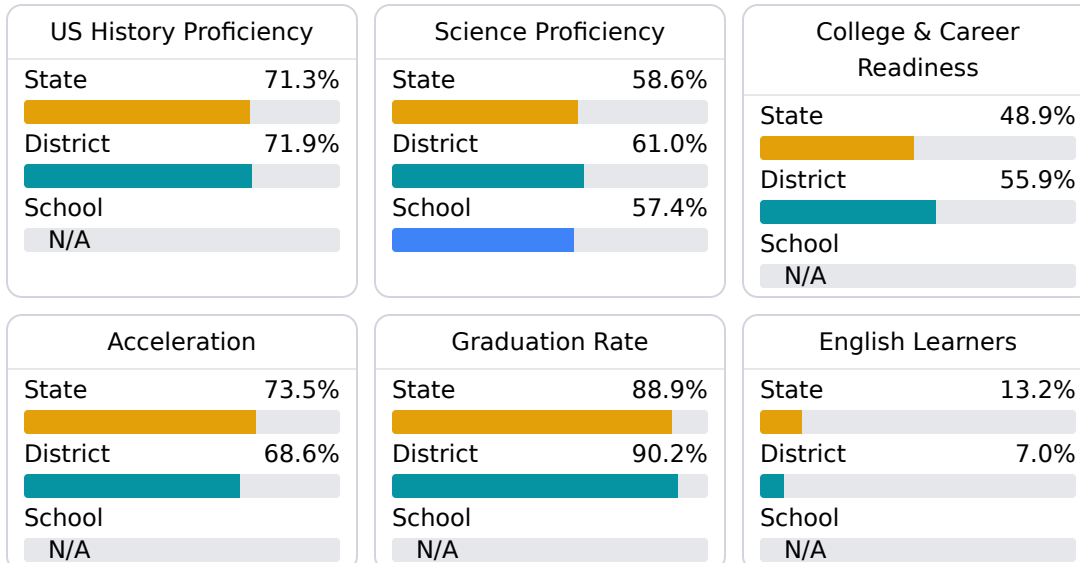 US History Proficiency
State 71.3%
District 71.9%
School
N/A
Science Proficiency
State 58.6%
District 61.0%
School 57.4%
College & Career
Readiness
State 48.9%
District 55.9%
School
N/A
Acceleration
State 73.5%
District 68.6%
School
N/A
Graduation Rate
State 88.9%
District 90.2%
School
N/A
English Learners
State 13.2%
District 7.0%
School
N/A